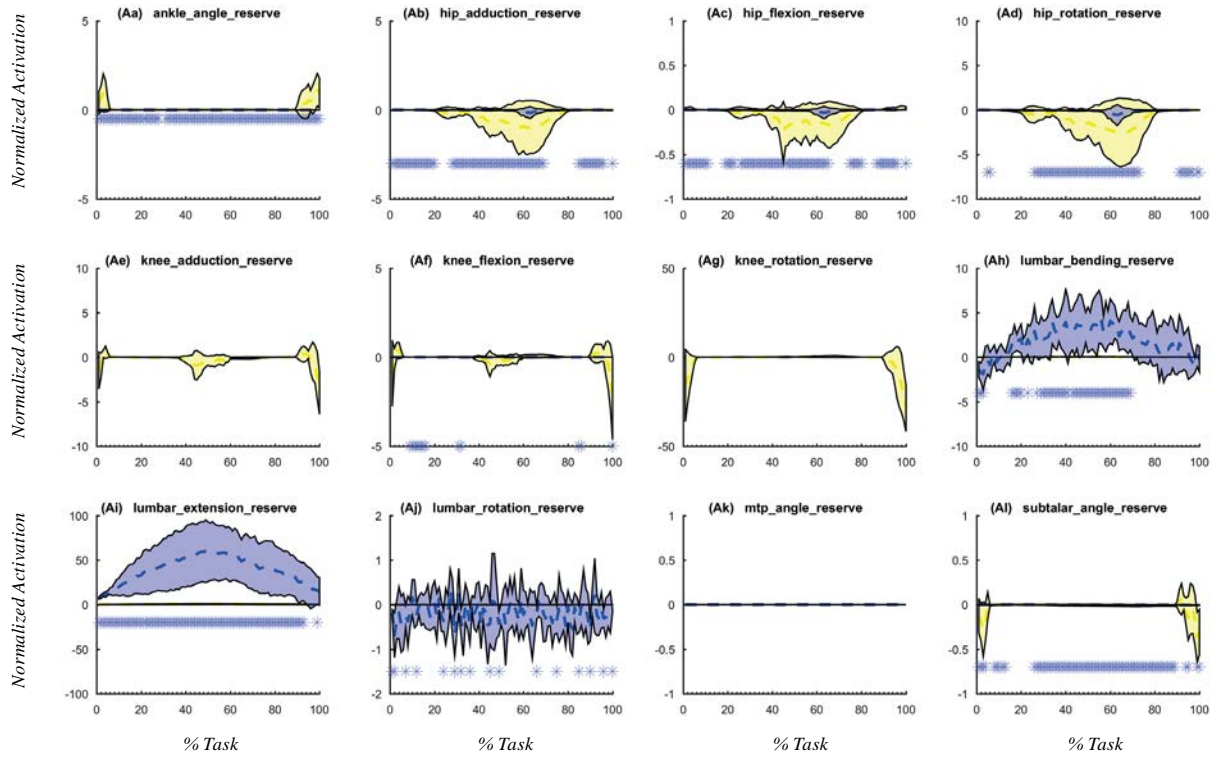 (Aa) ankle_angle_reserve
(Ab) hip_adduction_reserve
(Ac) hip_flexion_reserve
(Ad) hip_rotation_reserve
Normalized Activation
5
0
-5
0 20 40 60 80 100
5
0
-5
0 20 40 60 80 100
1
0.5
0
-0.5
-1
0 20 40 60 80 100
10
5
0
-5
-10
0 20 40 60 80 100
(Ae) knee_adduction_reserve
(Af) knee_flexion_reserve
(Ag) knee_rotation_reserve
(Ah) lumbar_bending_reserve
Normalized Activation
10
5
0
-5
-10
0 20 40 60 80 100
5
0
-5
0 20 40 60 80 100
50
0
-50
0 20 40 60 80 100
10
5
0
-5
-10
0 20 40 60 80 100
(Ai) lumbar_extension_reserve
(Aj) lumbar_rotation_reserve
(Ak) mtp_angle_reserve
(Al) subtalar_angle_reserve
Normalized Activation
100
50
0
-50
-100
0 20 40 60 80 100
2
1
0
-1
-2
0 20 40 60 80 100
1
0.5
0
-0.5
-1
0 20 40 60 80 100
1
0.5
0
-0.5
-1
0 20 40 60 80 100
% Task
% Task
% Task
% Task